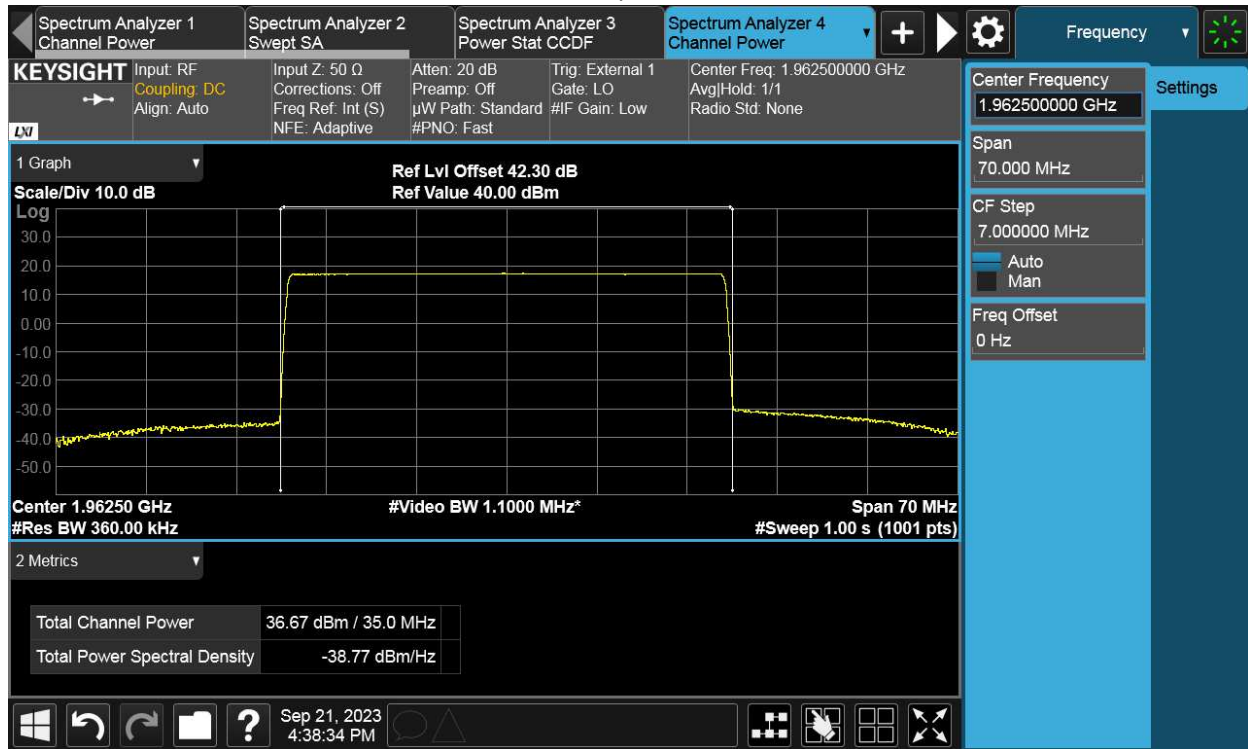 Spectrum Analyzer 1
Channel Power
Spectrum Analyzer 2
Swept SA
Spectrum Analyzer 3
Power Stat CCDF
Spectrum Analyzer 4
Channel Power
Frequency
KEYSIGHT
LXI
Input: RF
Coupling: DC
Align: Auto
Input Z: 50 Ω
Corrections: Off
Freq Ref: Int (S)
NFE: Adaptive
Atten: 20 dB
Preamp: Off
µW Path: Standard
#PNO: Fast
Trig: External 1
Gate: LO
#IF Gain: Low
Center Freq: 1.962500000 GHz
Avg|Hold: 1/1
Radio Std: None
Center Frequency
1.962500000 GHz
Settings
Span
70.000 MHz
CF Step
7.000000 MHz
Auto
Man
Freq Offset
0 Hz
1 Graph
Scale/Div 10.0 dB
Ref Lvl Offset 42.30 dB
Ref Value 40.00 dBm
Log
30.0
20.0
10.0
0.00
-10.0
-20.0
-30.0
-40.0
-50.0
Center 1.96250 GHz
#Video BW 1.1000 MHz*
Span 70 MHz
#Res BW 360.00 kHz
#Sweep 1.00 s (1001 pts)
2 Metrics
Total Channel Power 36.67 dBm / 35.0 MHz
Total Power Spectral Density -38.77 dBm/Hz
?
Sep 21, 2023
4:38:34 PM